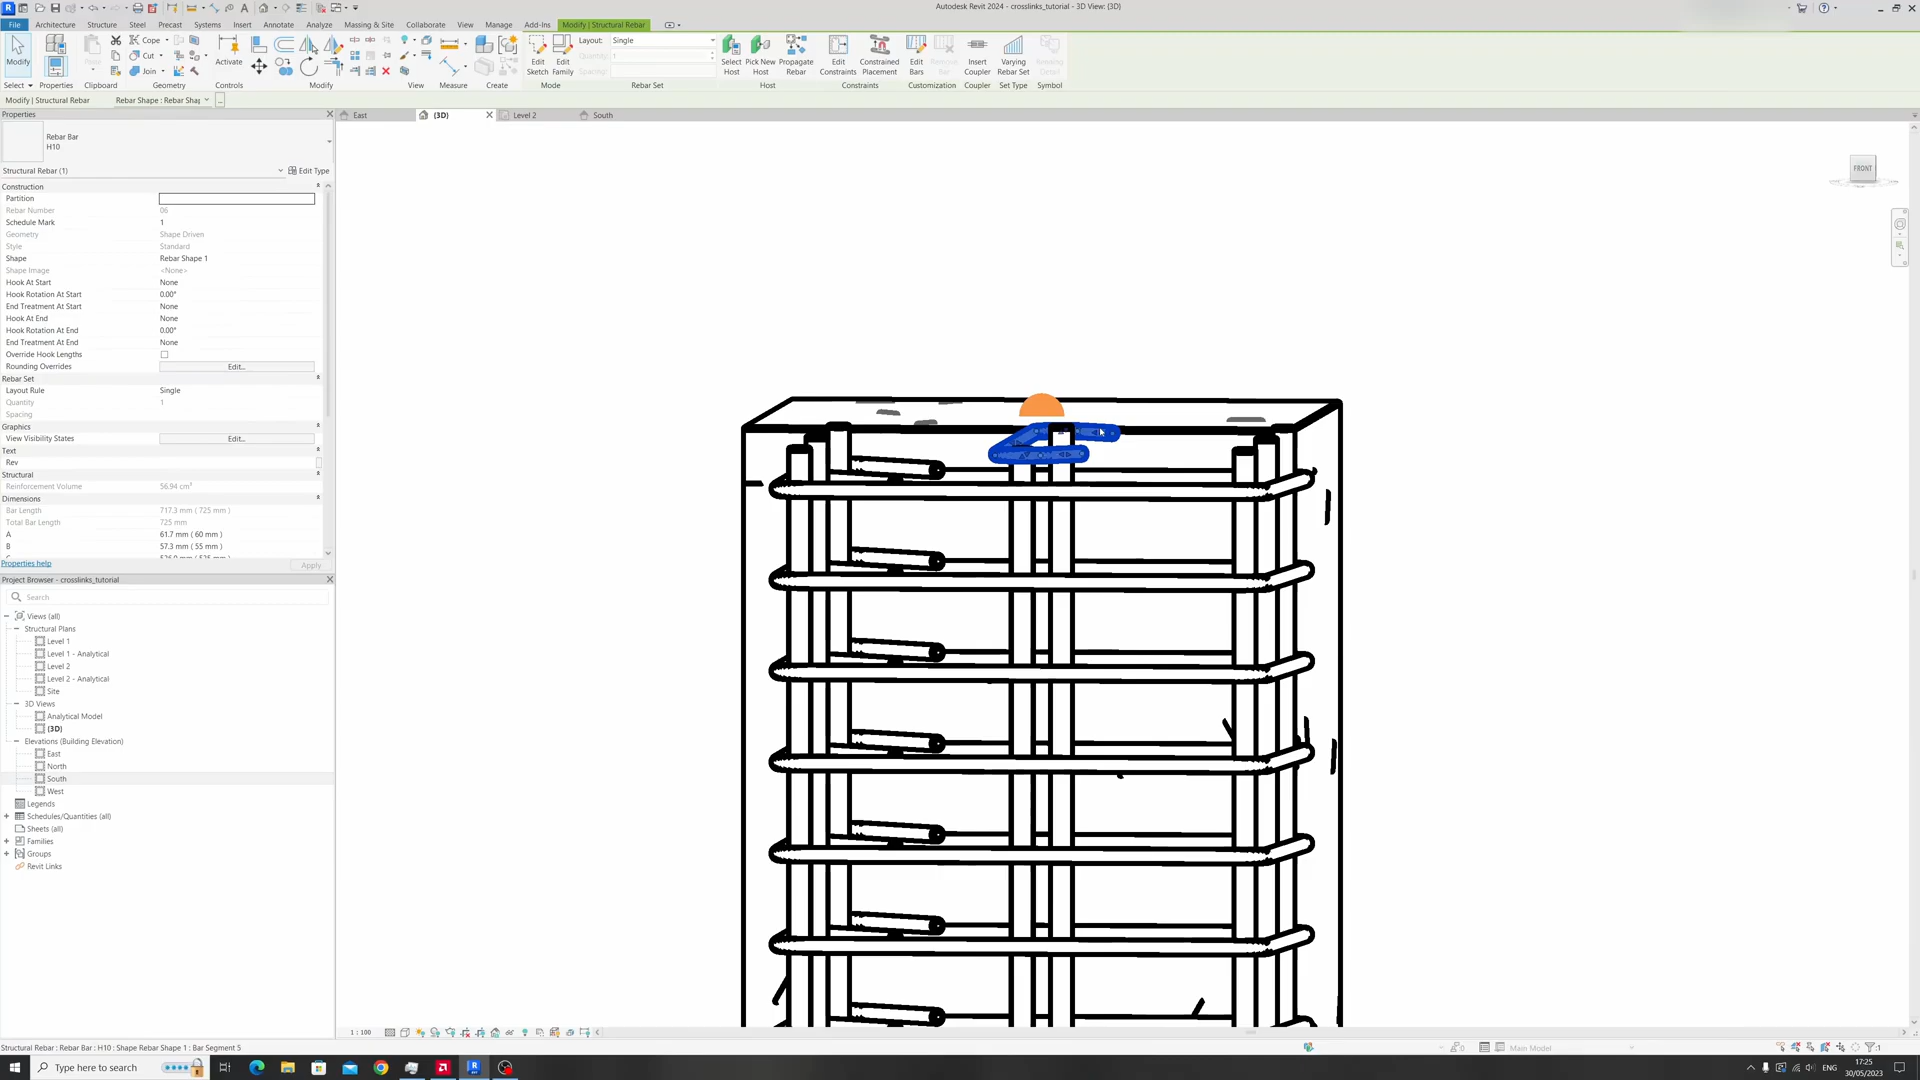 Autodesk Revit 2024 - crosslinks_tutorial - 3D View: {3D}
File Architecture Structure Steel Precast Systems Insert Annotate Analyze Massing & Site Collaborate View Manage Add-Ins Modify | Structural Rebar
Modify
Cope
Cut
Join
Activate
Edit Sketch
Edit Family
Layout: Single
Quantity: 1
Spacing:
Select Host
Pick New Host
Propagate Rebar
Edit Constraints
Constrained Placement
Edit Bars
Insert Coupler
Varying Rebar Set
Select Properties Clipboard Geometry Controls Modify View Measure Create Mode Rebar Set Host Constraints Customization Coupler Set Type Symbol
Modify | Structural Rebar Rebar Shape : Rebar Shap
Properties
East {3D} Level 2 South
Rebar Bar
H10
Structural Rebar (1) Edit Type
Construction
Partition
Rebar Number 06
Schedule Mark 1
Geometry Shape Driven
Style Standard
Shape Rebar Shape 1
Shape Image <None>
Hook At Start None
Hook Rotation At Start 0.00°
End Treatment At Start None
Hook At End None
Hook Rotation At End 0.00°
End Treatment At End None
Override Hook Lengths
Rounding Overrides Edit...
Rebar Set
Layout Rule Single
Quantity 1
Spacing
Graphics
View Visibility States Edit...
Text
Rev
Structural
Reinforcement Volume 56.94 cm³
Dimensions
Bar Length 717.3 mm ( 725 mm )
Total Bar Length 725 mm
A 61.7 mm ( 60 mm )
B 57.3 mm ( 55 mm )
Properties help Apply
Project Browser - crosslinks_tutorial
Search
Views (all)
Structural Plans
Level 1
Level 1 - Analytical
Level 2
Level 2 - Analytical
Site
3D Views
Analytical Model
{3D}
Elevations (Building Elevation)
East
North
South
West
Legends
Schedules/Quantities (all)
Sheets (all)
Families
Groups
Revit Links
FRONT
1 : 100
Structural Rebar : Rebar Bar : H10 : Shape Rebar Shape 1 : Bar Segment 5
:0
Main Model
:1
Type here to search
ENG
17:25
30/05/2023